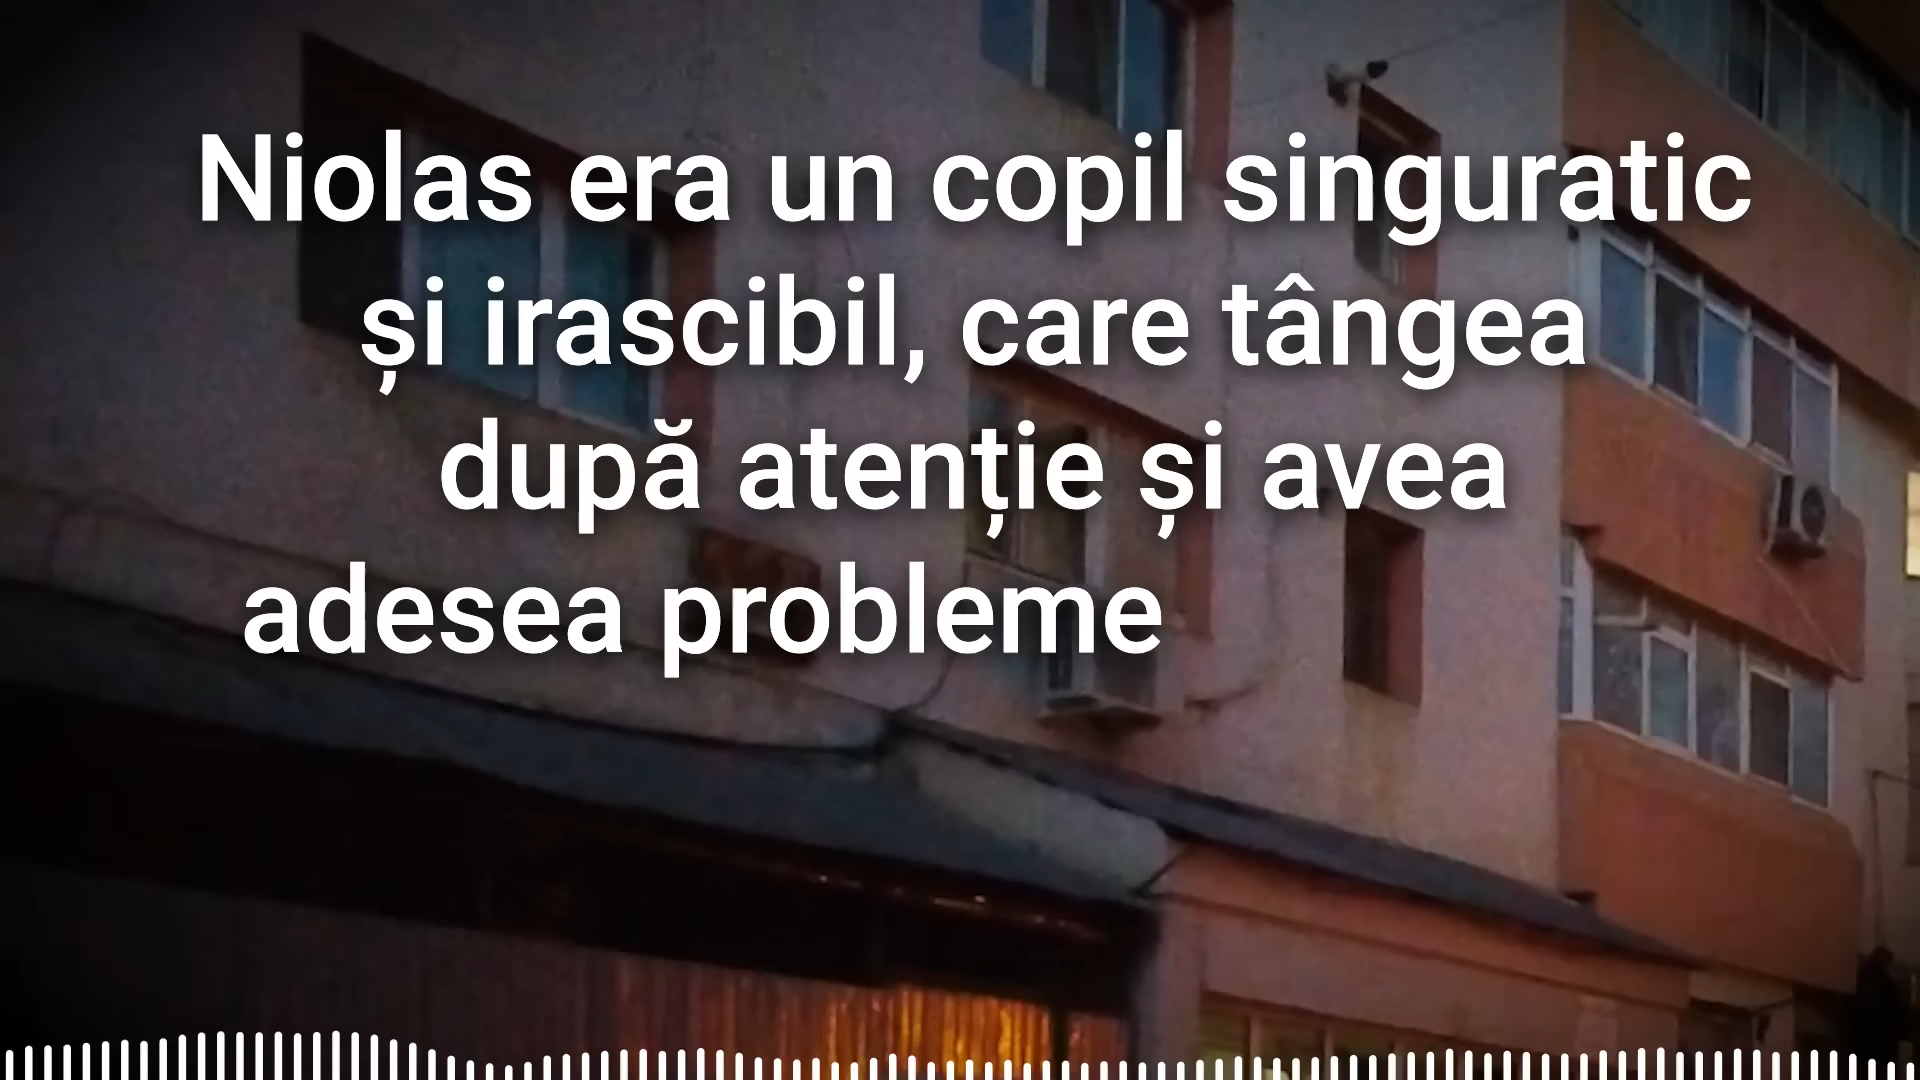 Niolas era un copil singuratic
și irascibil, care tângea
după atenție și avea
adesea probleme